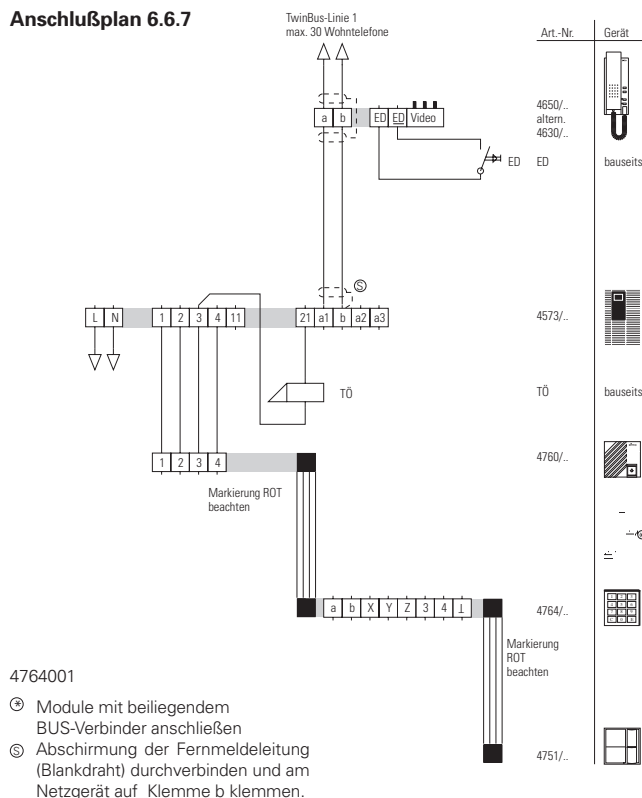 Anschlußplan 6.6.7
TwinBus-Linie 1
max. 30 Wohntelefone
Art.-Nr. Gerät
a b ED ED Video
4650/..
altern.
4630/..
ED ED bauseits
S
L N 1 2 3 4 11 21 a1 b a2 a3
4573/..
TÖ TÖ bauseits
1 2 3 4
4760/..
Markierung ROT
beachten
a b X Y Z 3 4 ⊥
4764/..
Markierung
ROT
beachten
4751/..
4764001
* Module mit beiliegendem
BUS-Verbinder anschließen
S Abschirmung der Fernmeldeleitung
(Blankdraht) durchverbinden und am
Netzgerät auf Klemme b klemmen.